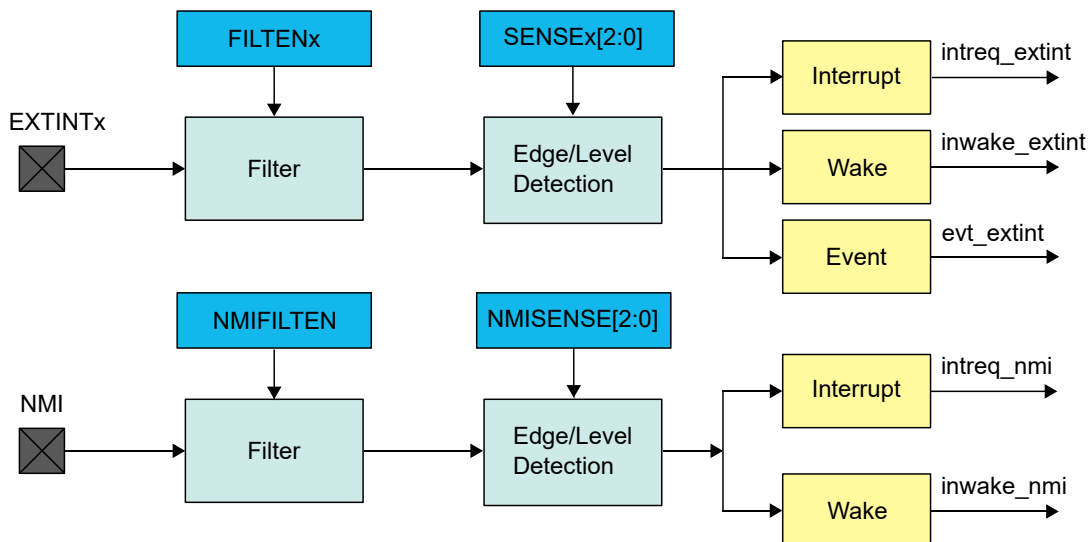 FILTENx
SENSEx[2:0]
Interrupt
intreq_extint
EXTINTx
Filter
Edge/Level
Detection
Wake
inwake_extint
Event
evt_extint
NMIFILTEN
NMISENSE[2:0]
Interrupt
intreq_nmi
NMI
Filter
Edge/Level
Detection
Wake
inwake_nmi